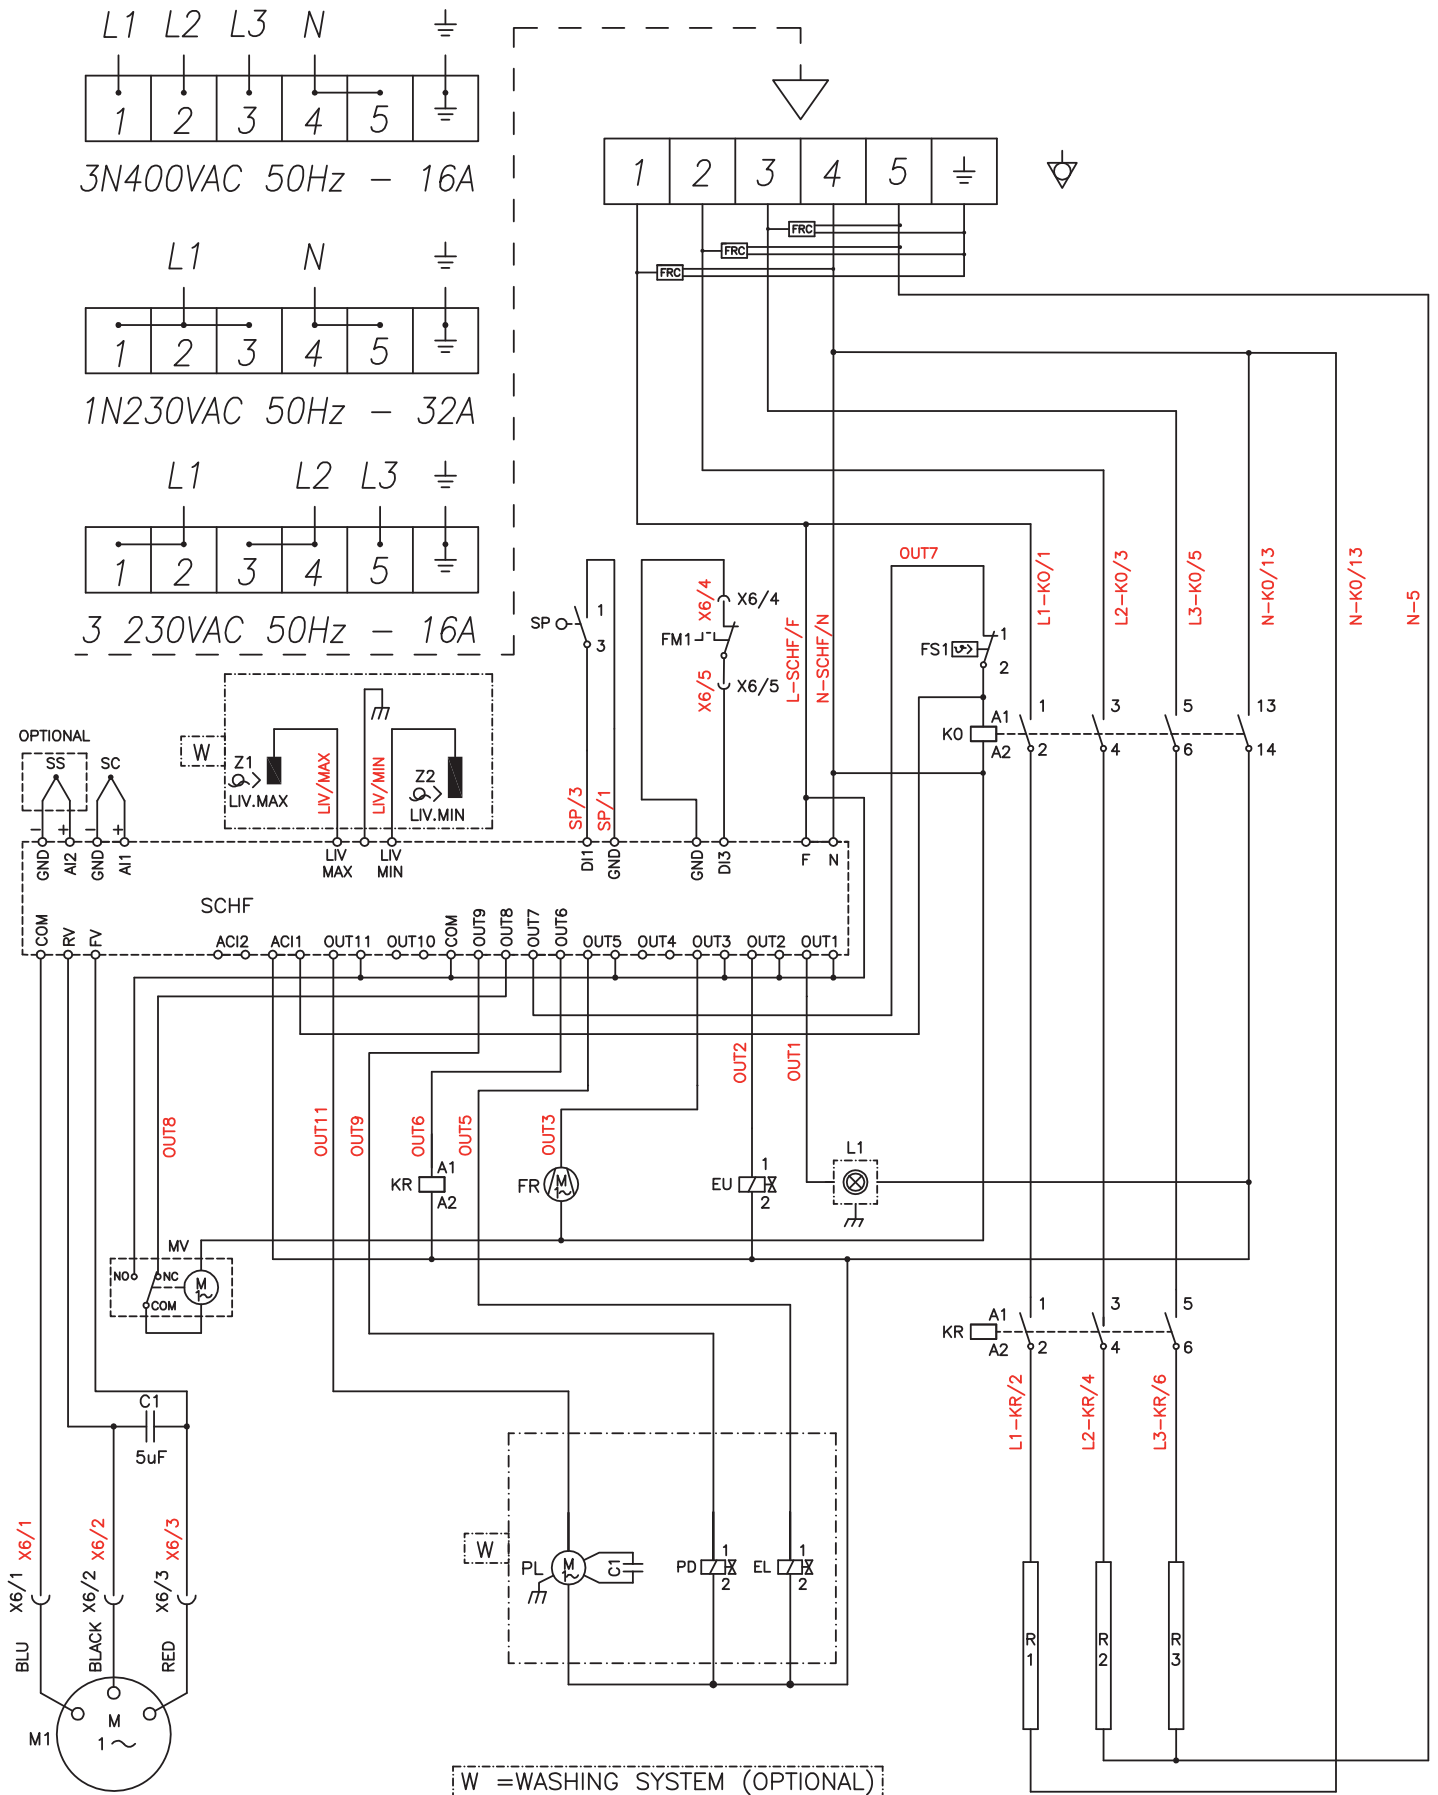 L1 L2 L3 N
1 2 3 4 5
3N400VAC 50Hz - 16A
L1 N
1 2 3 4 5
1N230VAC 50Hz - 32A
L1 L2 L3
1 2 3 4 5
3 230VAC 50Hz - 16A
1 2 3 4 5
FRC
FRC
FRC
OUT7
L1-KO/1
L2-KO/3
L3-KO/5
N-KO/13
N-KO/13
N-5
SP
1
3
X6/4
X6/4
FM1
X6/5
X6/5
L-SCHF/F
N-SCHF/N
FS1
1
2
KO
A1
A2
1
2
3
4
5
6
13
14
OPTIONAL
SS
SC
W
Z1
LIV.MAX
LIV/MAX
LIV/MIN
Z2
LIV.MIN
SP/3
SP/1
- + - +
GND AI2 GND AI1
LIV MAX
LIV MIN
DI1 GND
GND DI3
F N
SCHF
COM RV FV
ACI2 ACI1 OUT11 OUT10 COM OUT9 OUT8 OUT7 OUT6 OUT5 OUT4 OUT3 OUT2 OUT1
OUT8
OUT11
OUT9
OUT6
OUT5
OUT3
OUT2
OUT1
KR
A1
A2
FR
M
1~
EU
1
2
L1
MV
NO
NC
COM
M
1~
KR
A1
A2
1
2
3
4
5
6
L1-KR/2
L2-KR/4
L3-KR/6
C1
5uF
X6/1
X6/2
X6/3
X6/1
X6/2
X6/3
BLU
BLACK
RED
M1
M
1~
W
PL
M
1~
C1
PD
1
2
EL
1
2
R1
R2
R3
W =WASHING SYSTEM (OPTIONAL)